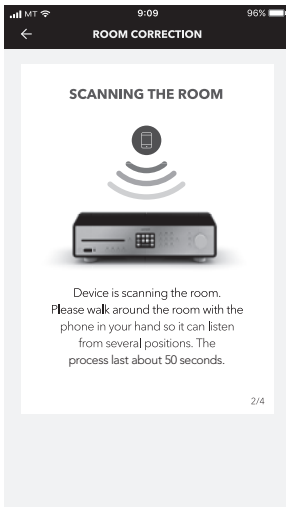 MT 9:09 96%
ROOM CORRECTION
SCANNING THE ROOM
Device is scanning the room.
Please walk around the room with the
phone in your hand so it can listen
from several positions. The
process last about 50 seconds.
2/4